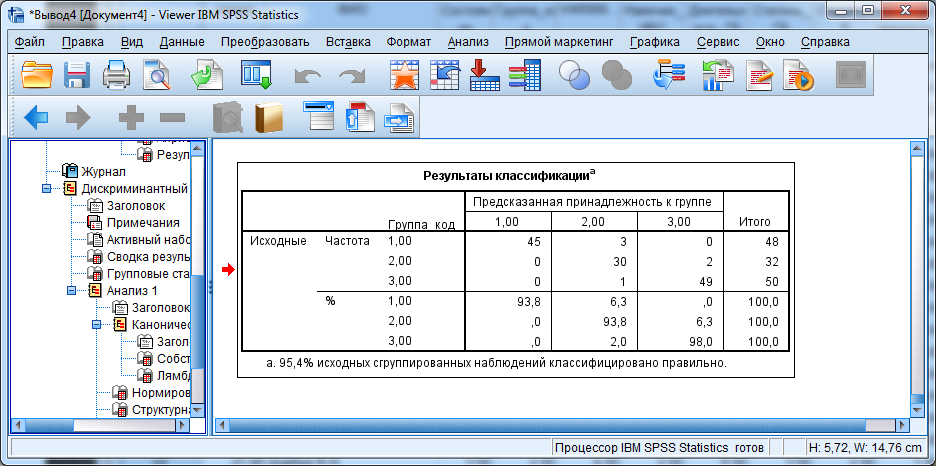 *Вывод4 [Документ4] - Viewer IBM SPSS Statistics
Файл Правка Вид Данные Преобразовать Вставка Формат Анализ Прямой маркетинг Графика Сервис Окно Справка
Резул
Журнал
Дискриминантный
Заголовок
Примечания
Активный набо
Сводка резуль
Групповые ста
Анализ 1
Заголовок
Каноничес
Загол
Собст
Лямбд
Нормиров
Структурна
Результаты классификацииa
Предсказанная принадлежность к группе
Группа_код 1,00 2,00 3,00 Итого
Исходные Частота 1,00 45 3 0 48
2,00 0 30 2 32
3,00 0 1 49 50
% 1,00 93,8 6,3 ,0 100,0
2,00 ,0 93,8 6,3 100,0
3,00 ,0 2,0 98,0 100,0
a. 95,4% исходных сгруппированных наблюдений классифицировано правильно.
Процессор IBM SPSS Statistics готов H: 5,72, W: 14,76 cm